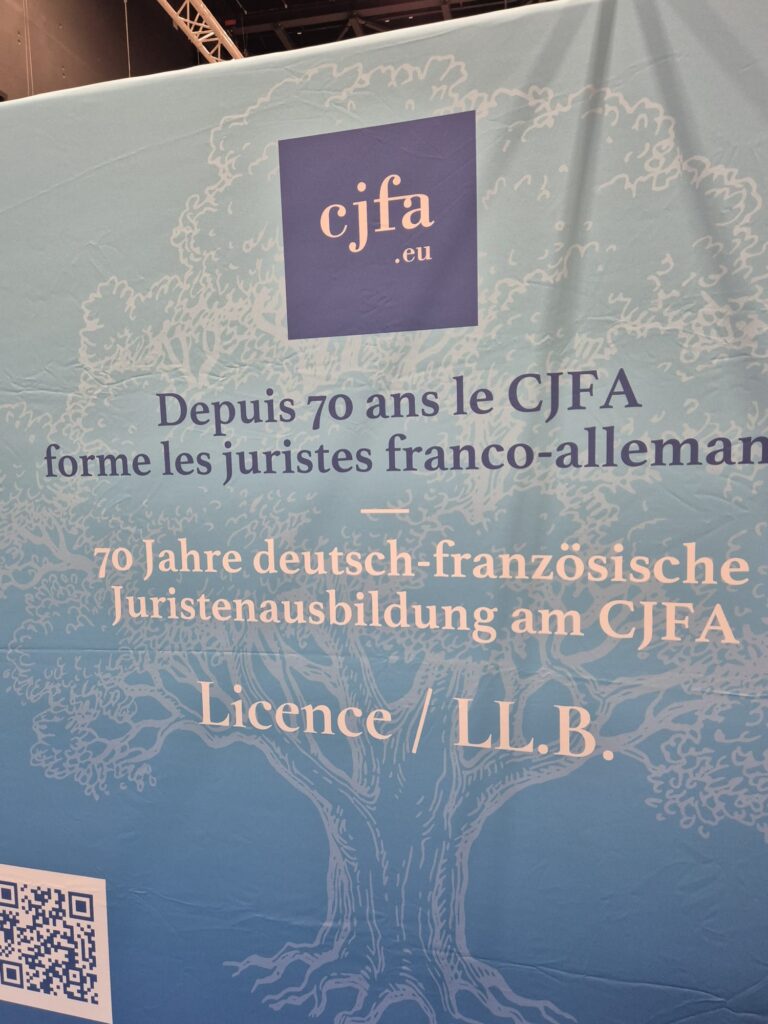 cjfa
.eu
Depuis 70 ans le CJFA
forme les juristes franco-alleman
70 Jahre deutsch-französische
Juristenausbildung am CJFA
Licence / LL.B.